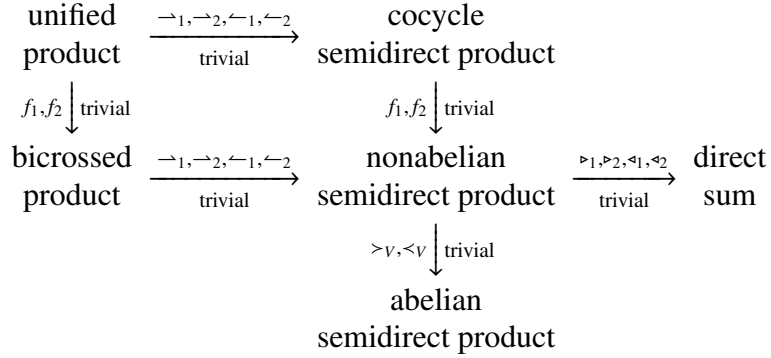 unified product
⇀₁,⇀₂,↼₁,↼₂
trivial
cocycle semidirect product
f₁,f₂ trivial
f₁,f₂ trivial
bicrossed product
⇀₁,⇀₂,↼₁,↼₂
trivial
nonabelian semidirect product
▹₁,▹₂,◃₁,◃₂
trivial
direct sum
≻V,≺V trivial
abelian semidirect product